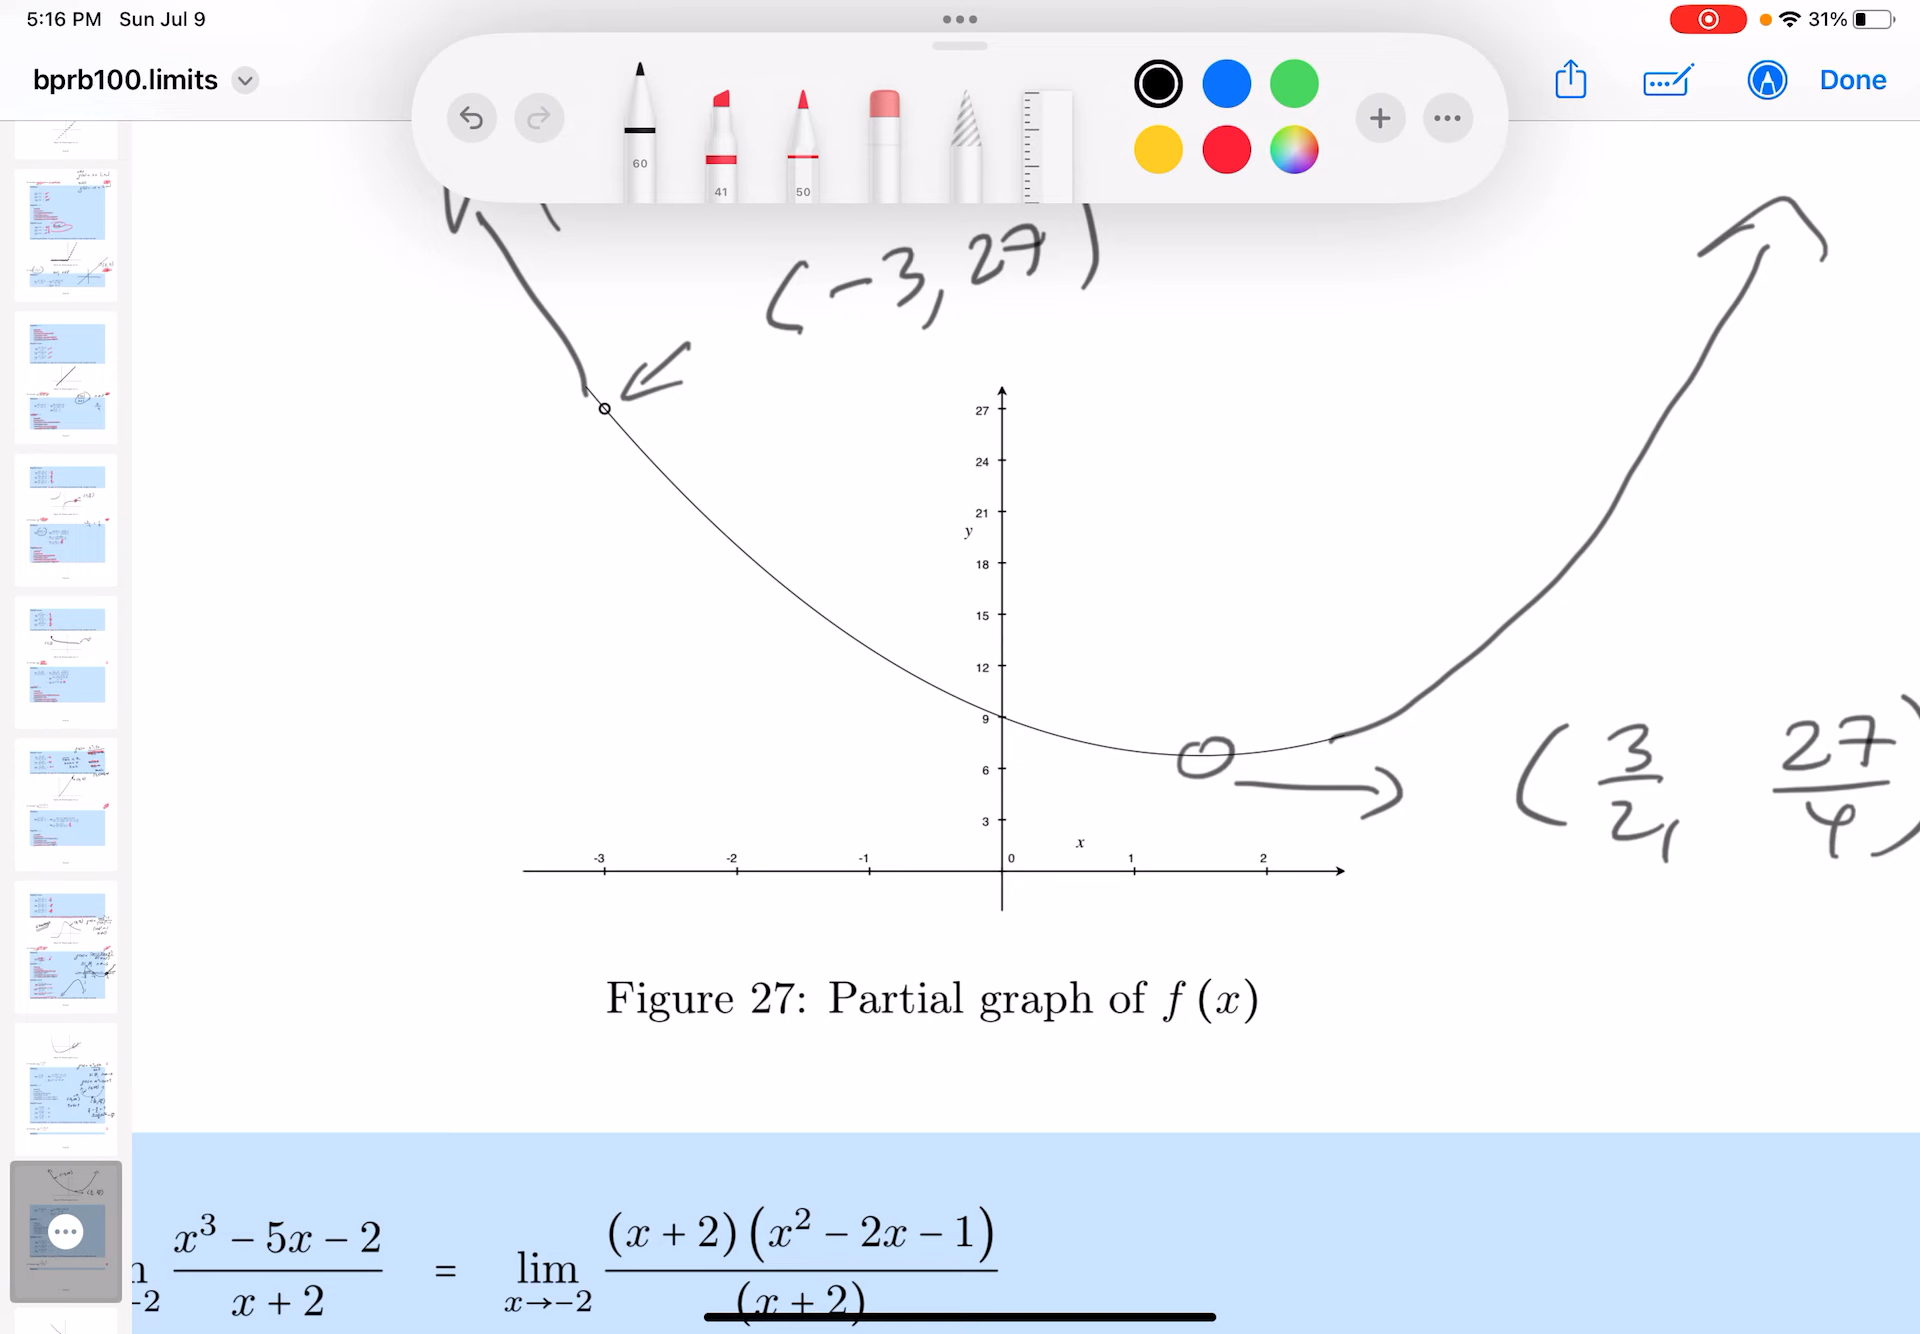 5:16 PM Sun Jul 9
31%
bprb100.limits
Done
60
41
50
(-3, 27)
27
24
21
y
18
15
12
9
6
3
x
-3 -2 -1 0 1 2
(3/2, 27/4)
Figure 27: Partial graph of f (x)
x³ − 5x − 2 / x + 2 = lim x→−2 (x + 2)(x² − 2x − 1) / (x + 2)
−2